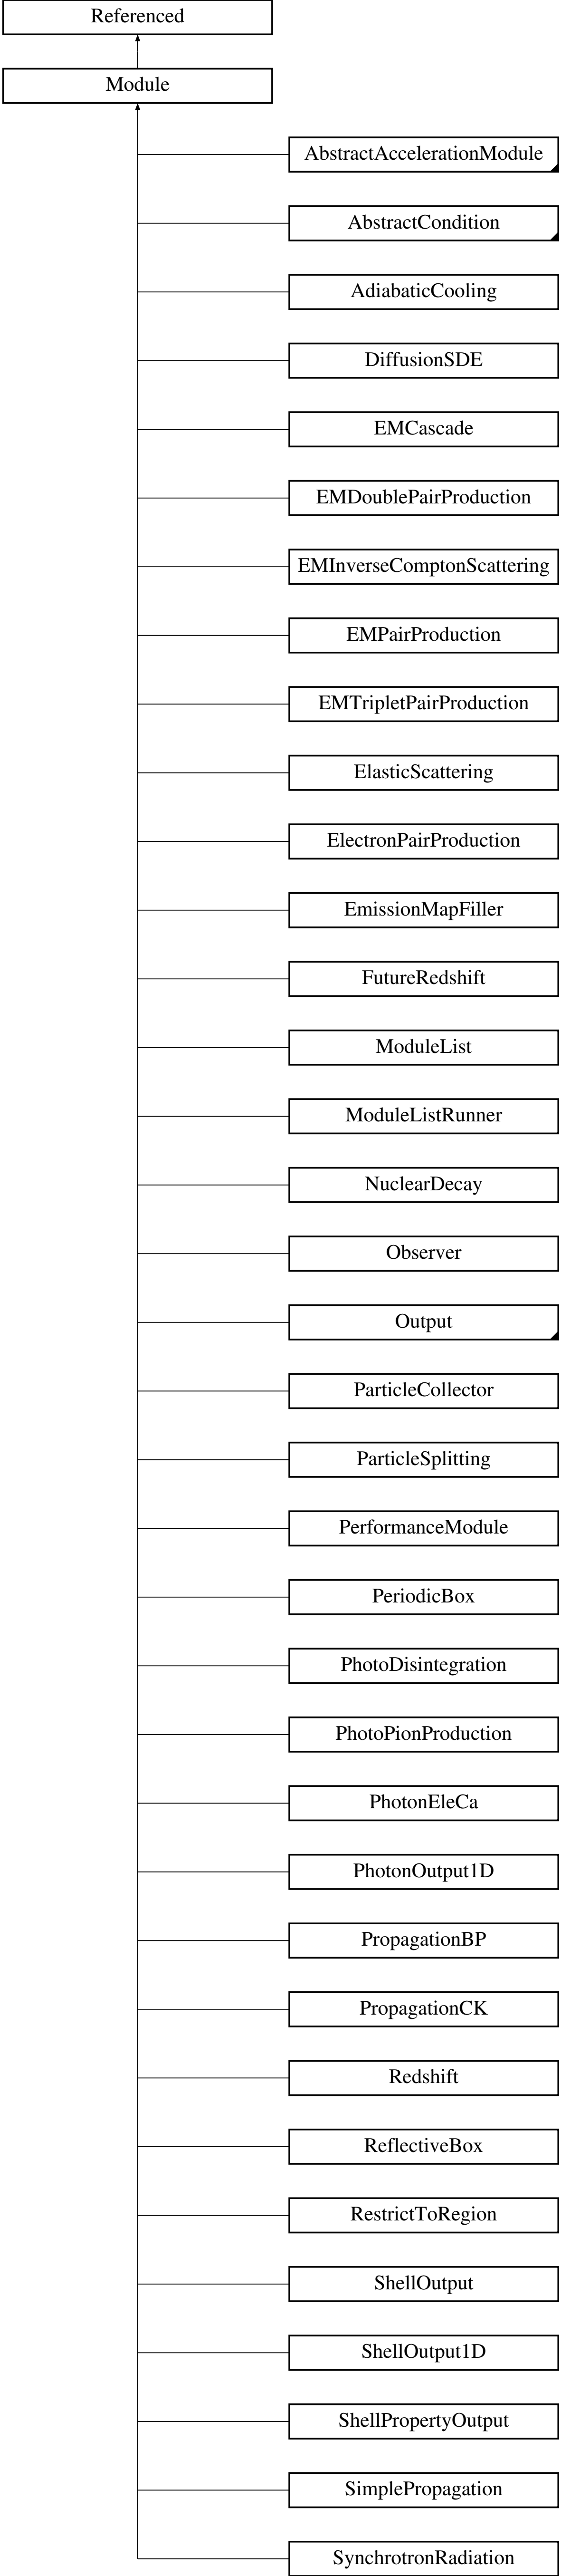 Referenced
Module
AbstractAccelerationModule
AbstractCondition
AdiabaticCooling
DiffusionSDE
EMCascade
EMDoublePairProduction
EMInverseComptonScattering
EMPairProduction
EMTripletPairProduction
ElasticScattering
ElectronPairProduction
EmissionMapFiller
FutureRedshift
ModuleList
ModuleListRunner
NuclearDecay
Observer
Output
ParticleCollector
ParticleSplitting
PerformanceModule
PeriodicBox
PhotoDisintegration
PhotoPionProduction
PhotonEleCa
PhotonOutput1D
PropagationBP
PropagationCK
Redshift
ReflectiveBox
RestrictToRegion
ShellOutput
ShellOutput1D
ShellPropertyOutput
SimplePropagation
SynchrotronRadiation